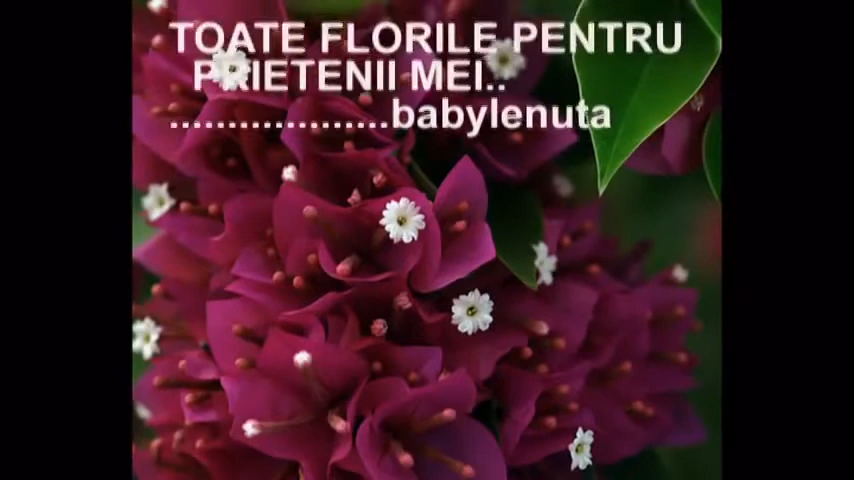 TOATE FLORILE PENTRU
PRIETENII MEI..
...................babylenuta